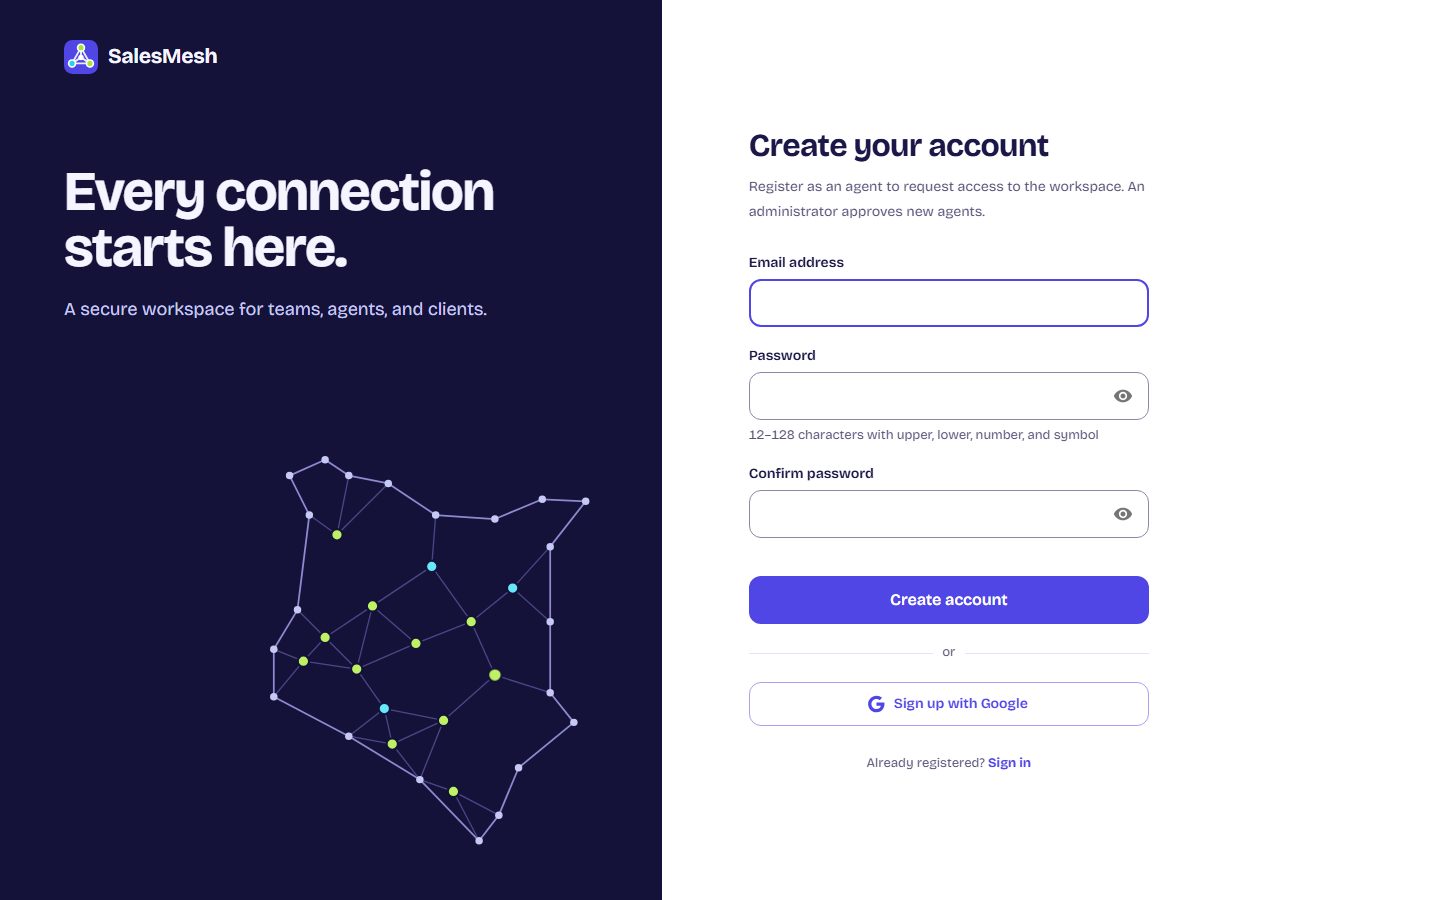 SalesMesh
Every connection
starts here.
A secure workspace for teams, agents, and clients.
Create your account
Register as an agent to request access to the workspace. An
administrator approves new agents.
Email address
Password
12–128 characters with upper, lower, number, and symbol
Confirm password
Create account
or
Sign up with Google
Already registered? Sign in